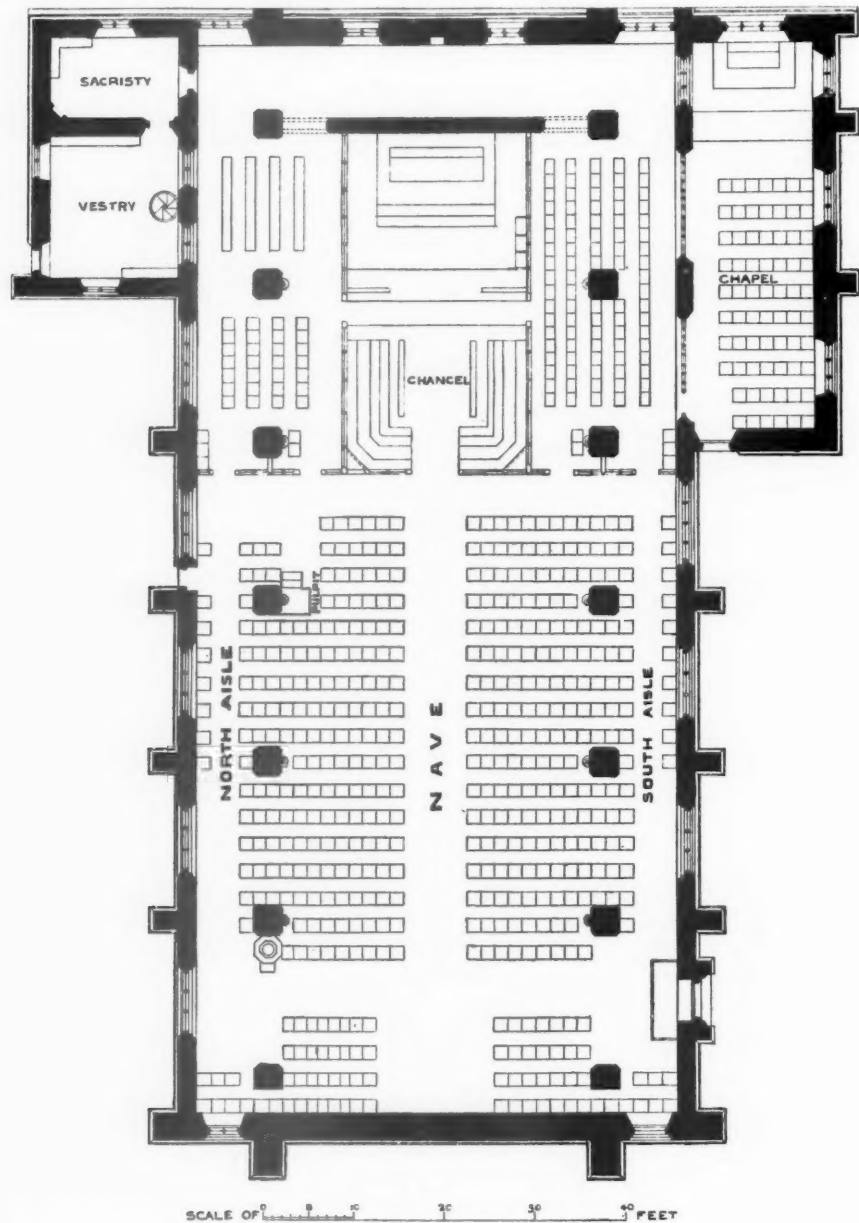 SACRISTY
VESTRY
CHAPEL
CHANCEL
PULPIT
NORTH AISLE
NAVE
SOUTH AISLE
SCALE OF 0 5 10 20 30 40 FEET